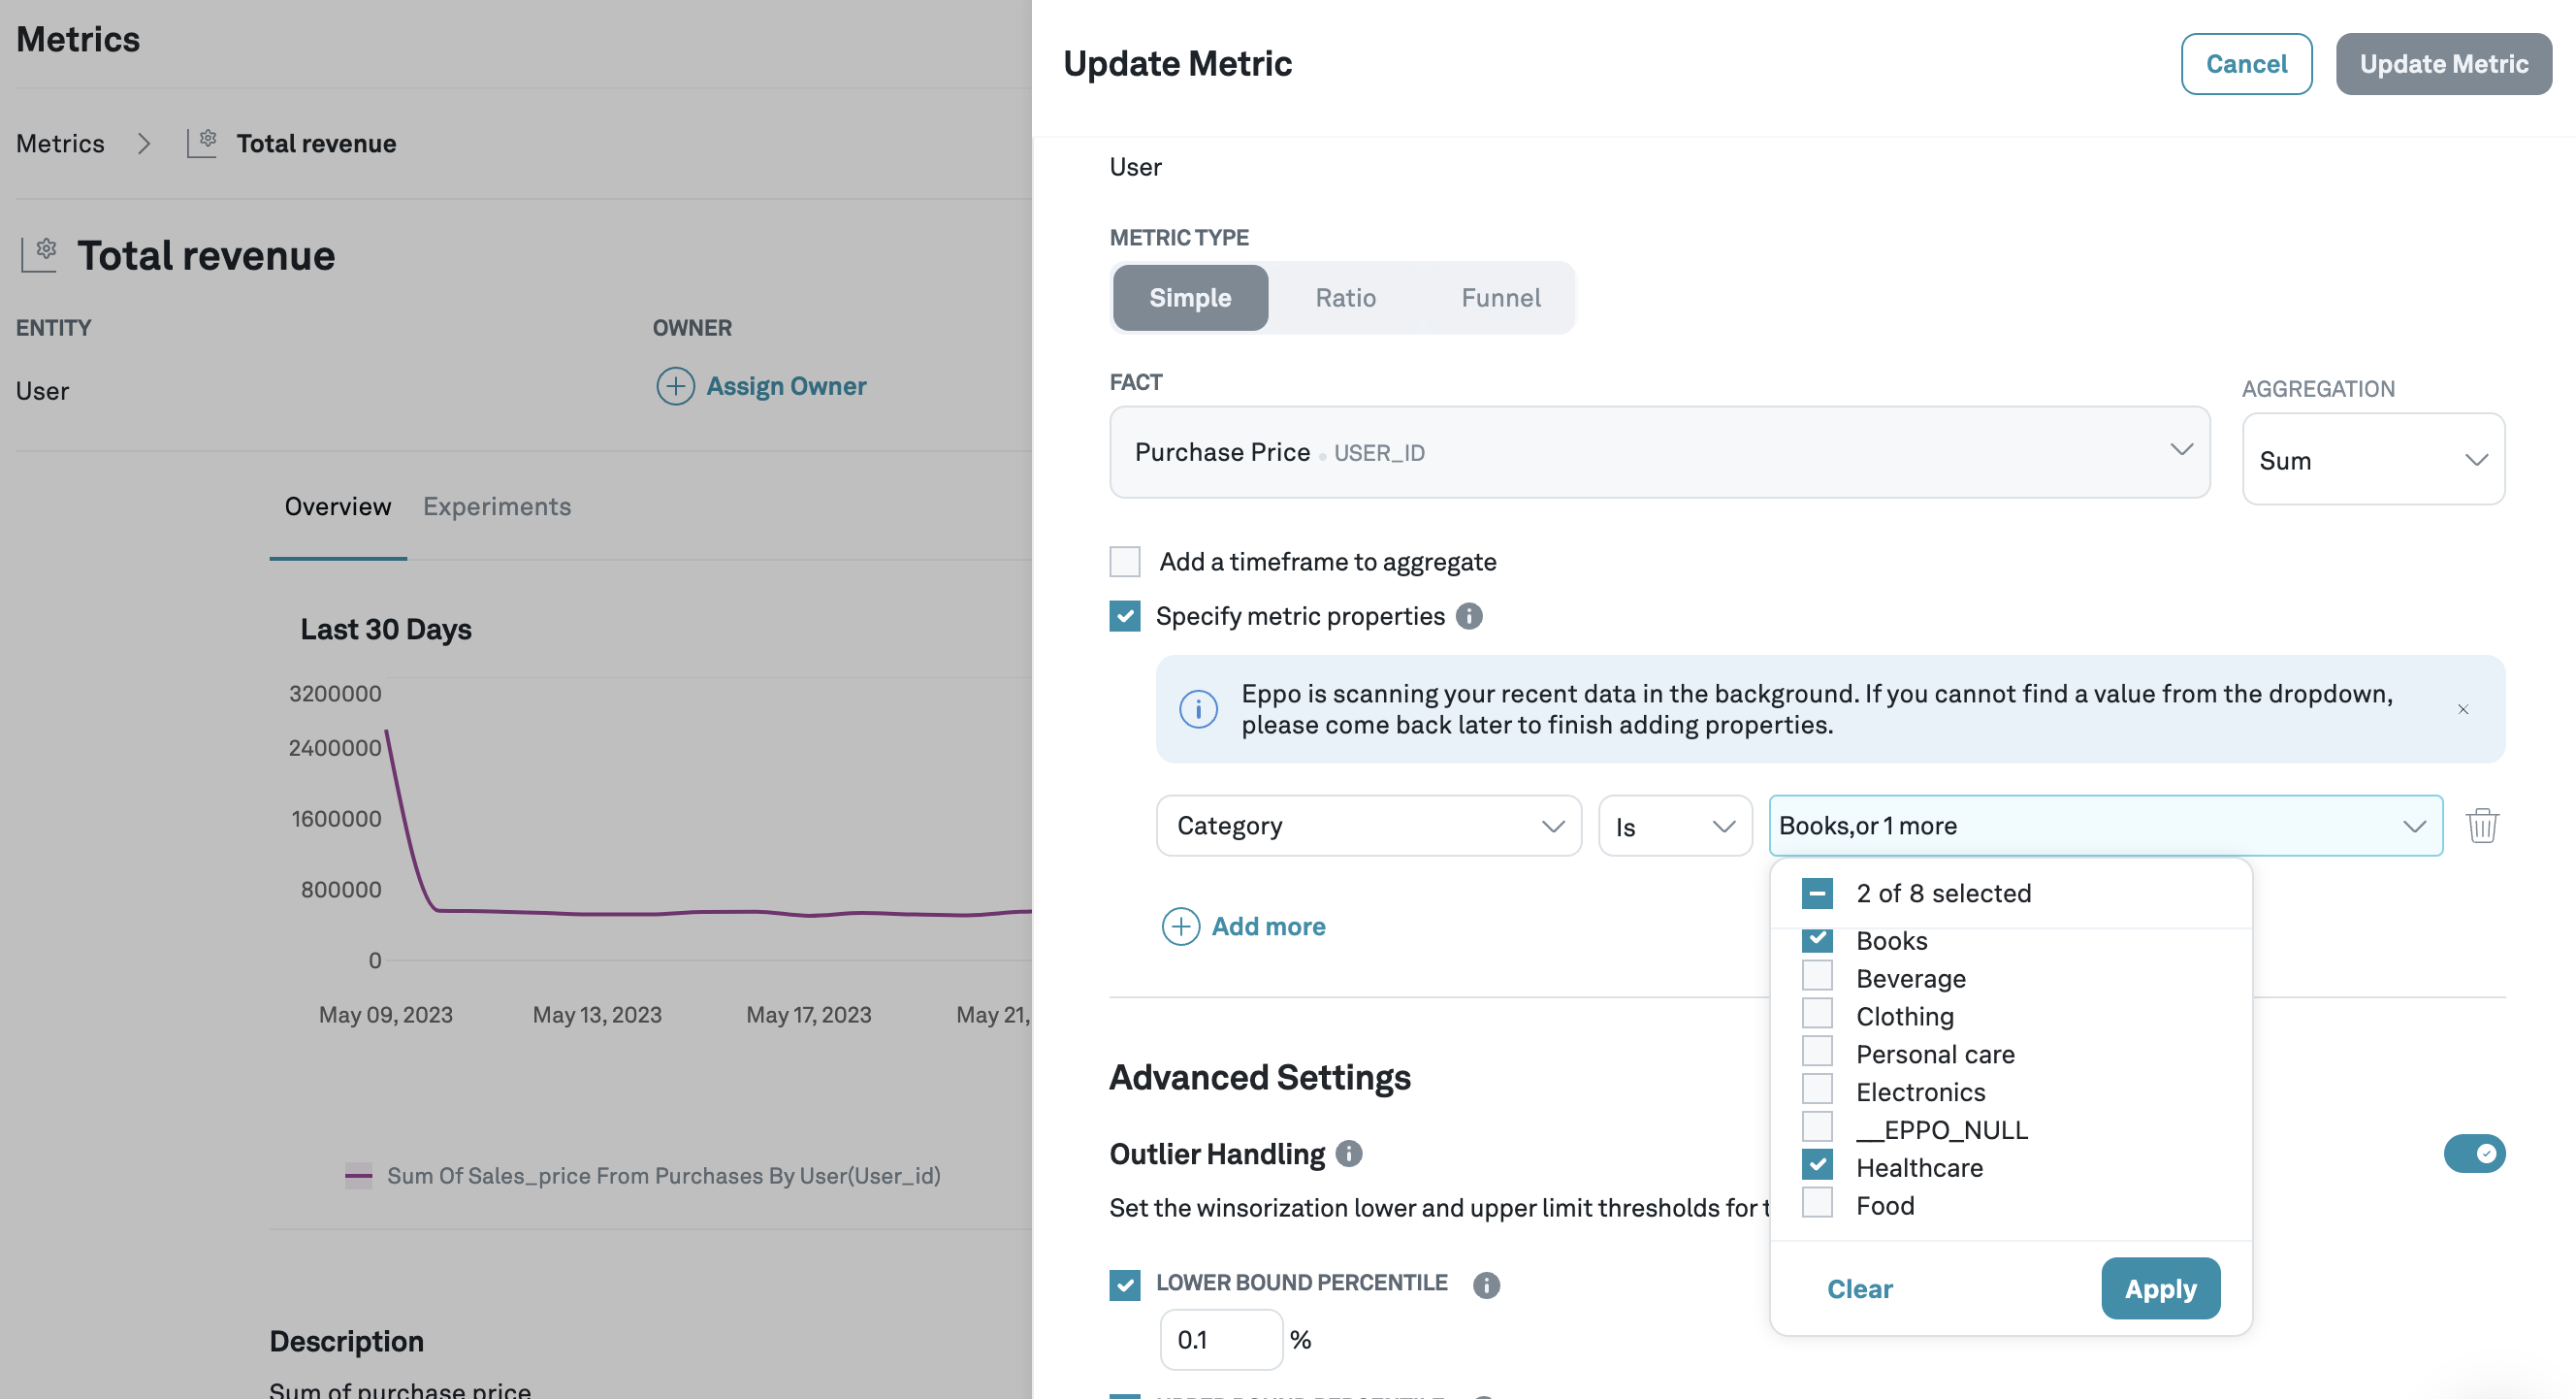 Metrics
Metrics
Total revenue
Total revenue
ENTITY
OWNER
User
Assign Owner
Overview
Experiments
Last 30 Days
3200000
2400000
1600000
800000
0
May 09, 2023
May 13, 2023
May 17, 2023
May 21,
Sum Of Sales_price From Purchases By User(User_id)
Description
Sum of purchase price
Update Metric
Cancel
Update Metric
User
METRIC TYPE
Simple
Ratio
Funnel
FACT
AGGREGATION
Purchase Price • USER_ID
Sum
Add a timeframe to aggregate
Specify metric properties
Eppo is scanning your recent data in the background. If you cannot find a value from the dropdown,
please come back later to finish adding properties.
Category
Is
Books,or 1 more
2 of 8 selected
Books
Beverage
Clothing
Personal care
Electronics
__EPPO_NULL
Healthcare
Food
Clear
Apply
Add more
Advanced Settings
Outlier Handling
Set the winsorization lower and upper limit thresholds for
LOWER BOUND PERCENTILE
0.1
%
UPPER BOUND PERCENTILE